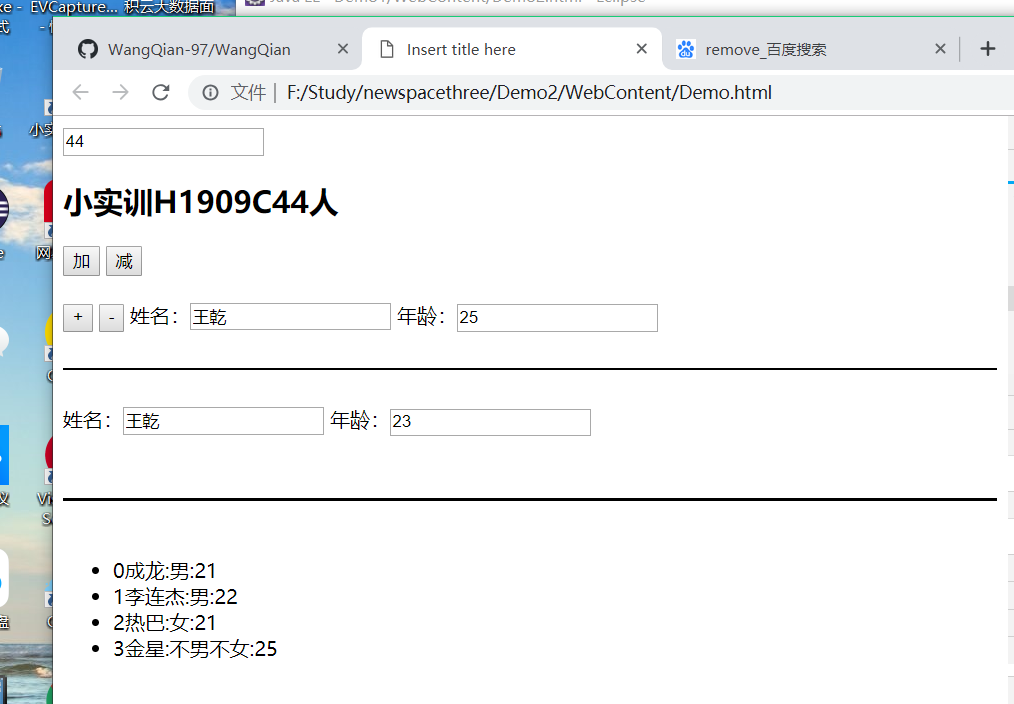 EVCapture... 积云大数据面
WangQian-97/WangQian
Insert title here
remove_百度搜索
文件 | F:/Study/newspacethree/Demo2/WebContent/Demo.html
44
小实训H1909C44人
加 减
+ - 姓名：王乾 年龄：25
姓名：王乾 年龄：23
0成龙:男:21
1李连杰:男:22
2热巴:女:21
3金星:不男不女:25